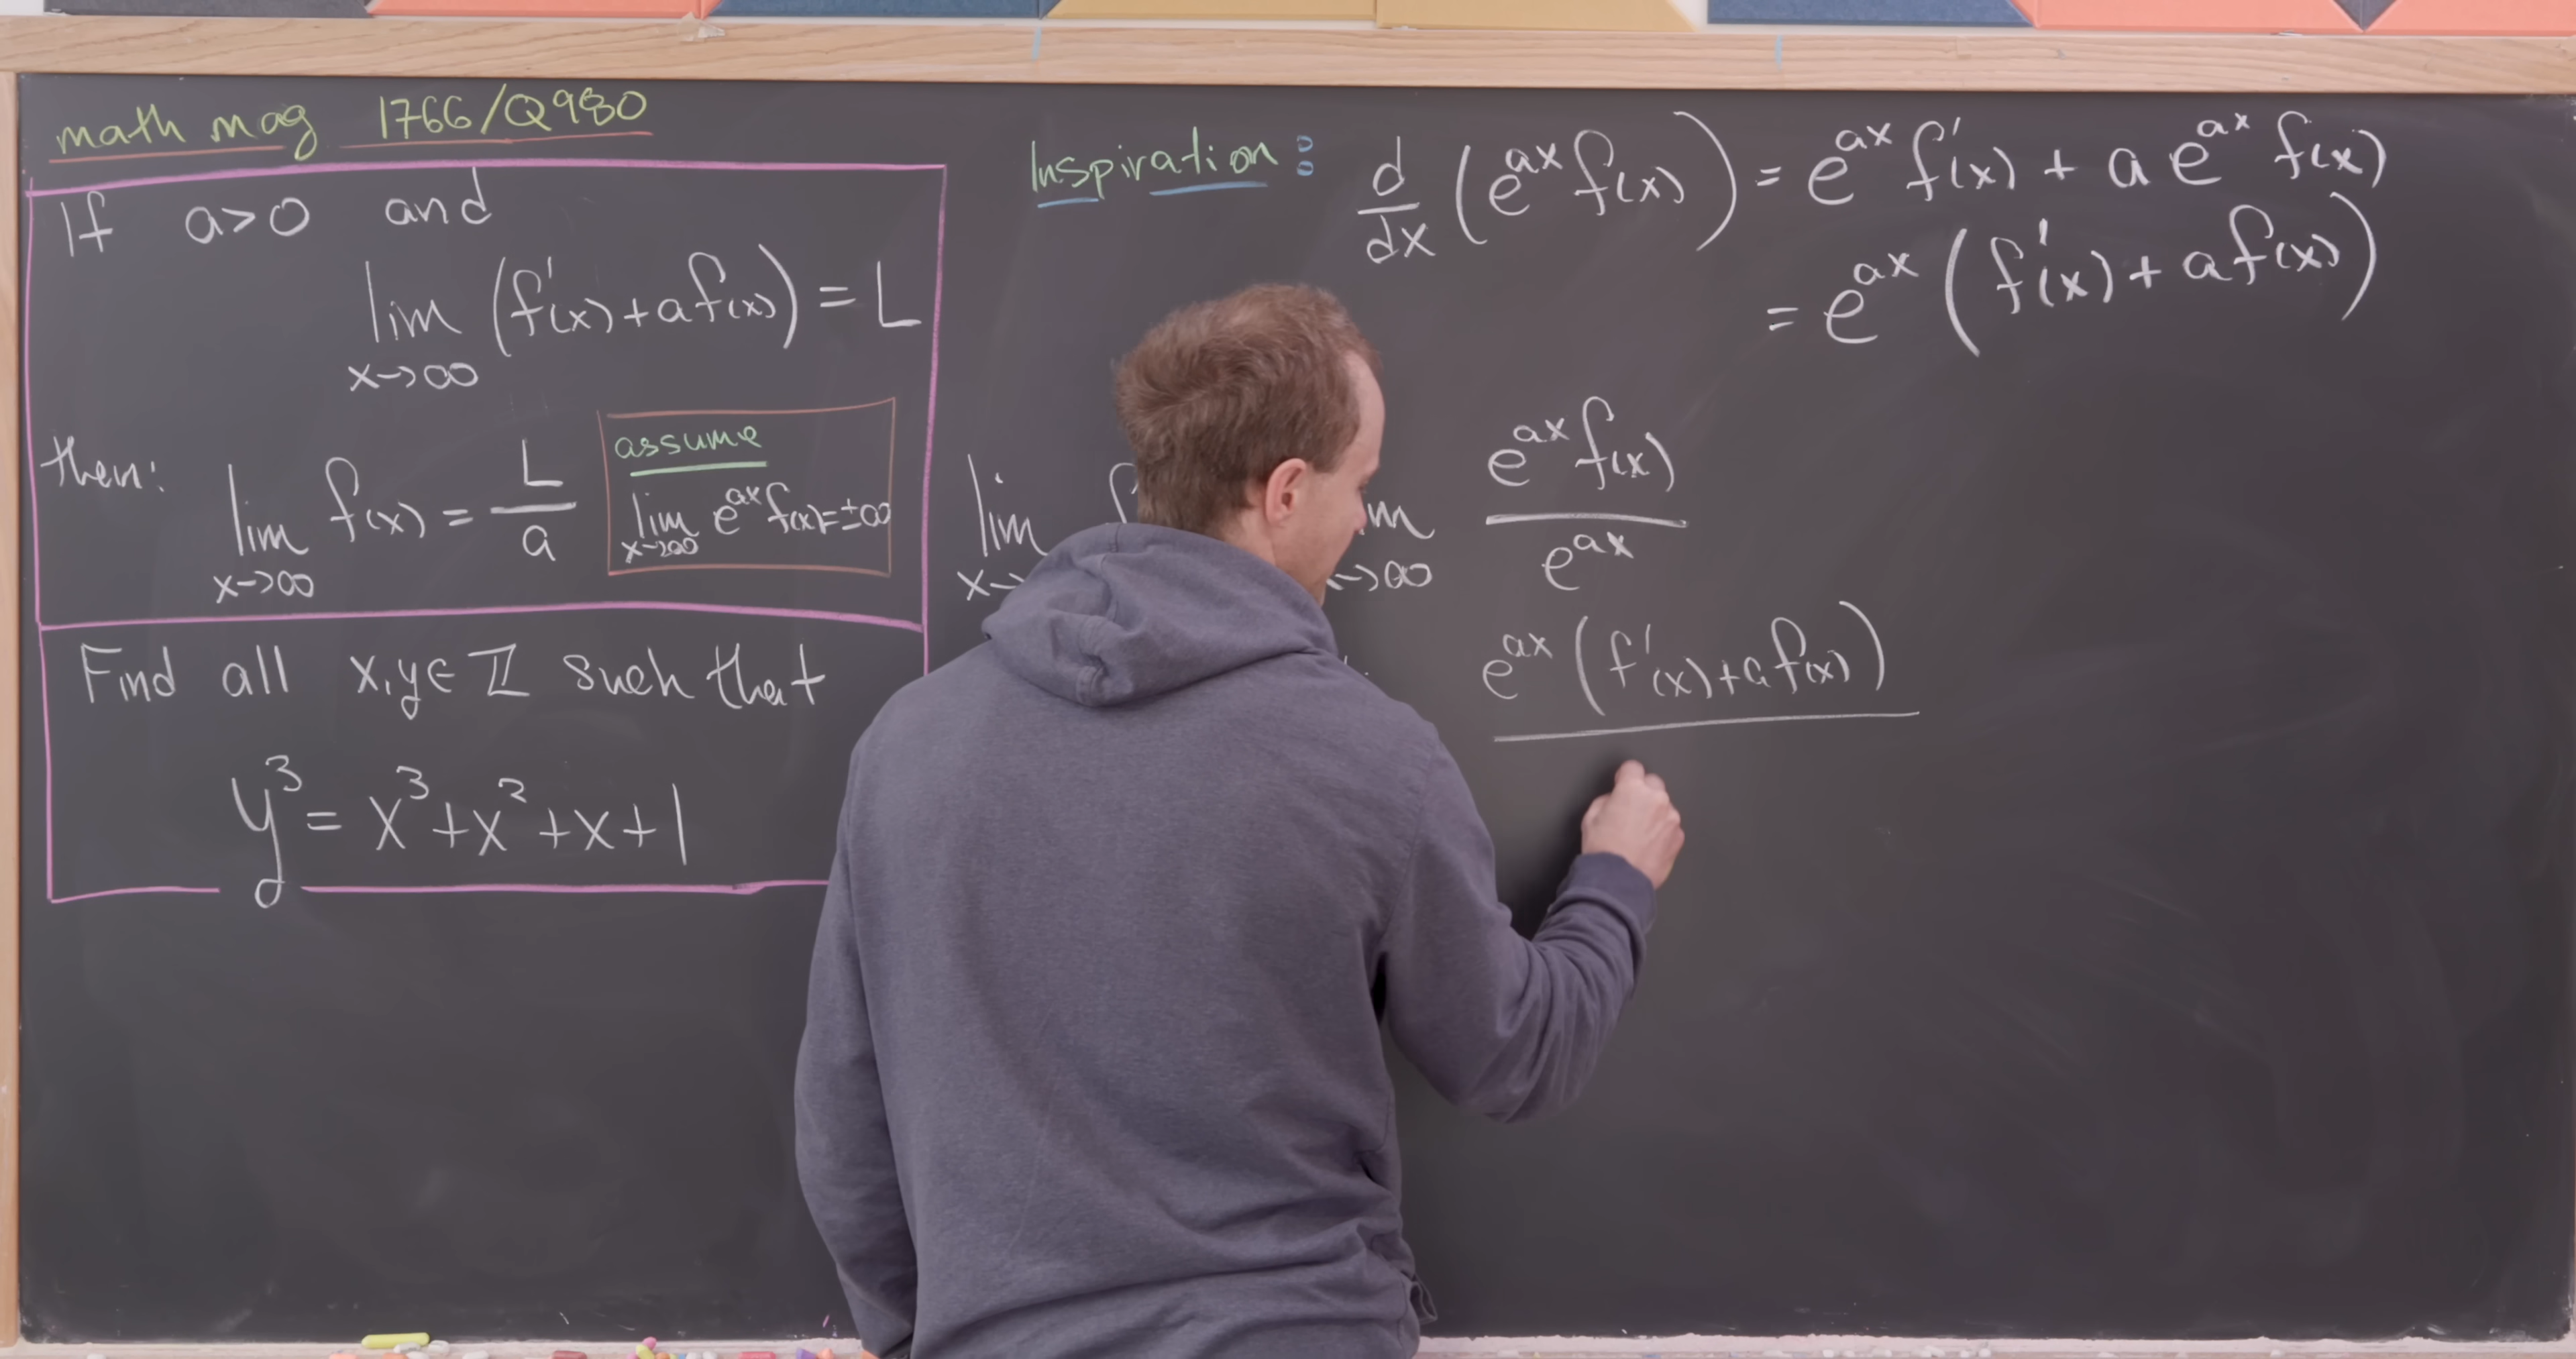 math mag 1766/Q980
If a>0 and
lim (f'(x)+af(x)) = L
x→∞
then: lim f(x) = L/a
x→∞
assume
lim e^{ax} f(x)=±∞
x→∞
Find all x,y∈ℤ such that
y³ = x³+x²+x+1
Inspiration: d/dx (e^{ax} f(x)) = e^{ax} f'(x) + a e^{ax} f(x)
= e^{ax} (f'(x) + af(x))
lim
e^{ax} f(x)
e^{ax}
→∞
e^{ax} (f'(x)+af(x))